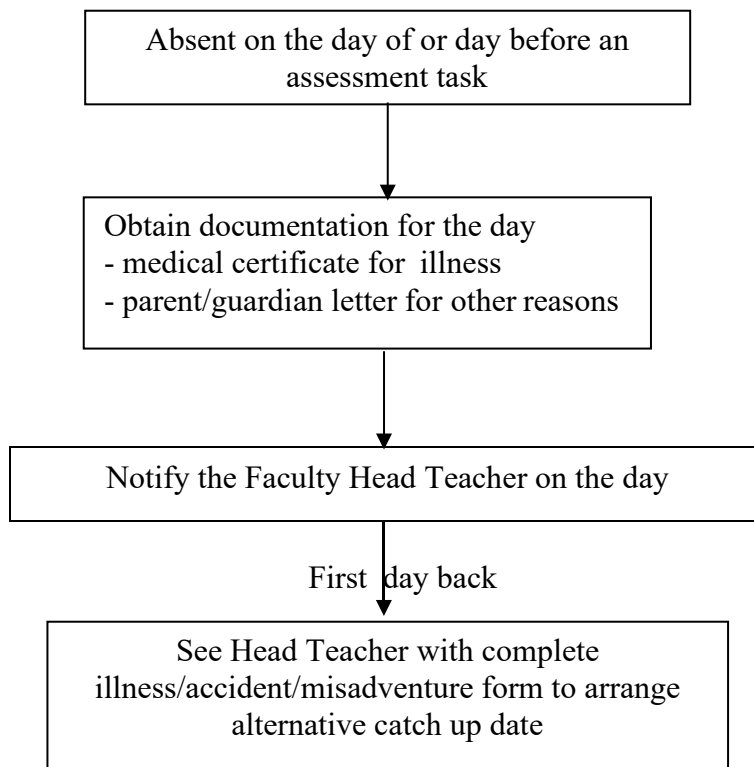 Absent on the day of or day before an
assessment task
Obtain documentation for the day
- medical certificate for illness
- parent/guardian letter for other reasons
Notify the Faculty Head Teacher on the day
First day back
See Head Teacher with complete
illness/accident/misadventure form to arrange
alternative catch up date